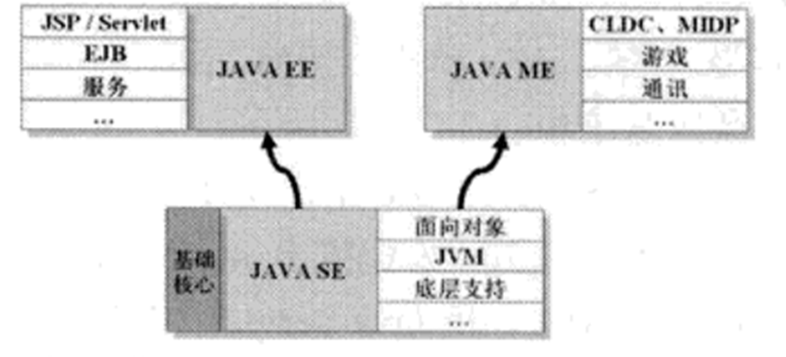 JSP / Servlet
EJB
服务
...
JAVA EE
JAVA ME
CLDC、MIDP
游戏
通讯
...
基础
核心
JAVA SE
面向对象
JVM
底层支持
...